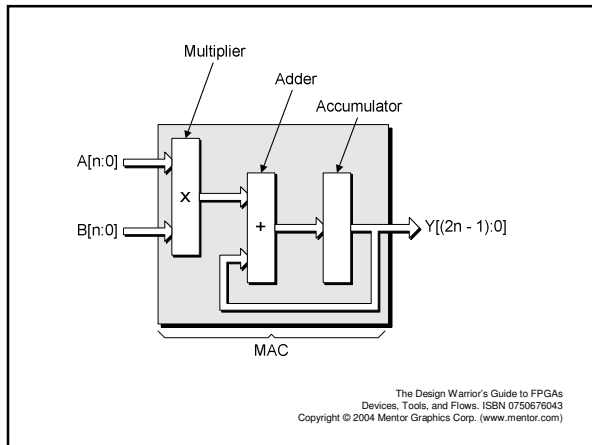 Multiplier
Adder
Accumulator
A[n:0]
x
+
B[n:0]
Y[(2n - 1):0]
MAC
The Design Warrior's Guide to FPGAs
Devices, Tools, and Flows. ISBN 0750676043
Copyright © 2004 Mentor Graphics Corp. (www.mentor.com)